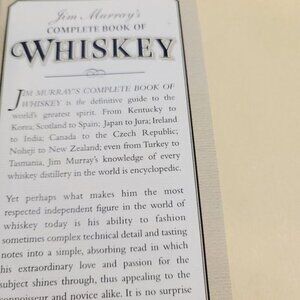 Jim Murray's
COMPLETE BOOK OF
WHISKEY
JIM MURRAY'S COMPLETE BOOK OF
WHISKEY is the definitive guide to the
world's greatest spirit. From Kentucky to
Korea; Scotland to Spain; Japan to Jura; Ireland
to India; Canada to the Czech Republic;
Noheji to New Zealand; even from Turkey to
Tasmania, Jim Murray's knowledge of every
whiskey distillery in the world is encyclopedic.
Yet perhaps what makes him the most
respected independent figure in the world of
whiskey today is his ability to fashion
sometimes complex technical detail and tasting
notes into a simple, absorbing read in which
his extraordinary love and passion for the
subject shines through, thus appealing to the
connoisseur and novice alike. It is no surprise